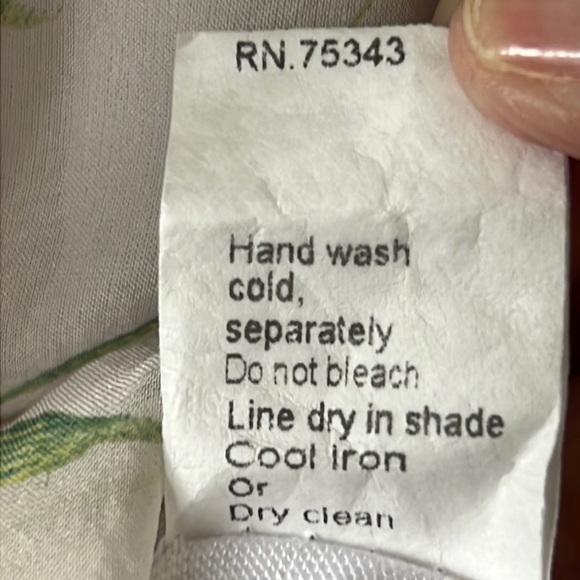 RN.75343
Hand wash
cold,
separately
Do not bleach
Line dry in shade
Cool iron
Or
Dry clean